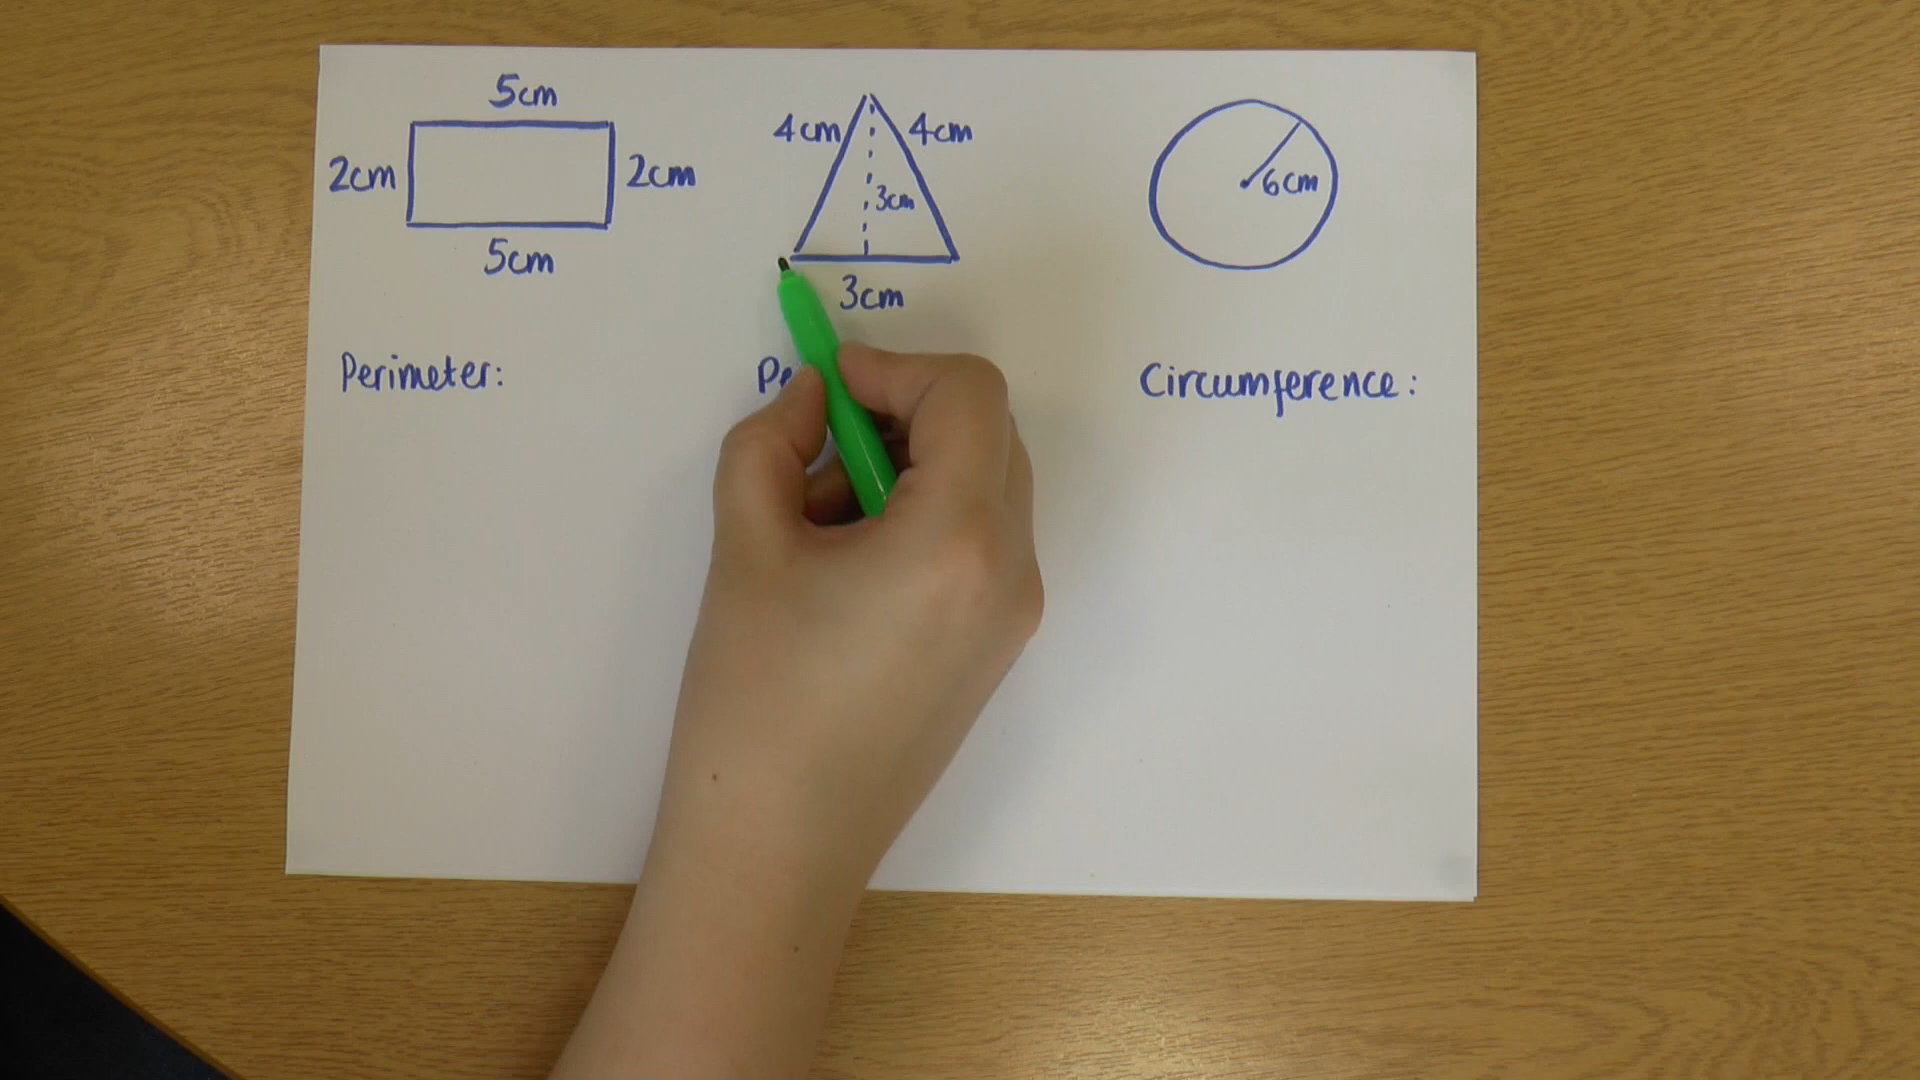 5cm
2cm
2cm
5cm
4cm
4cm
3cm
3cm
6cm
Perimeter:
Circumference: